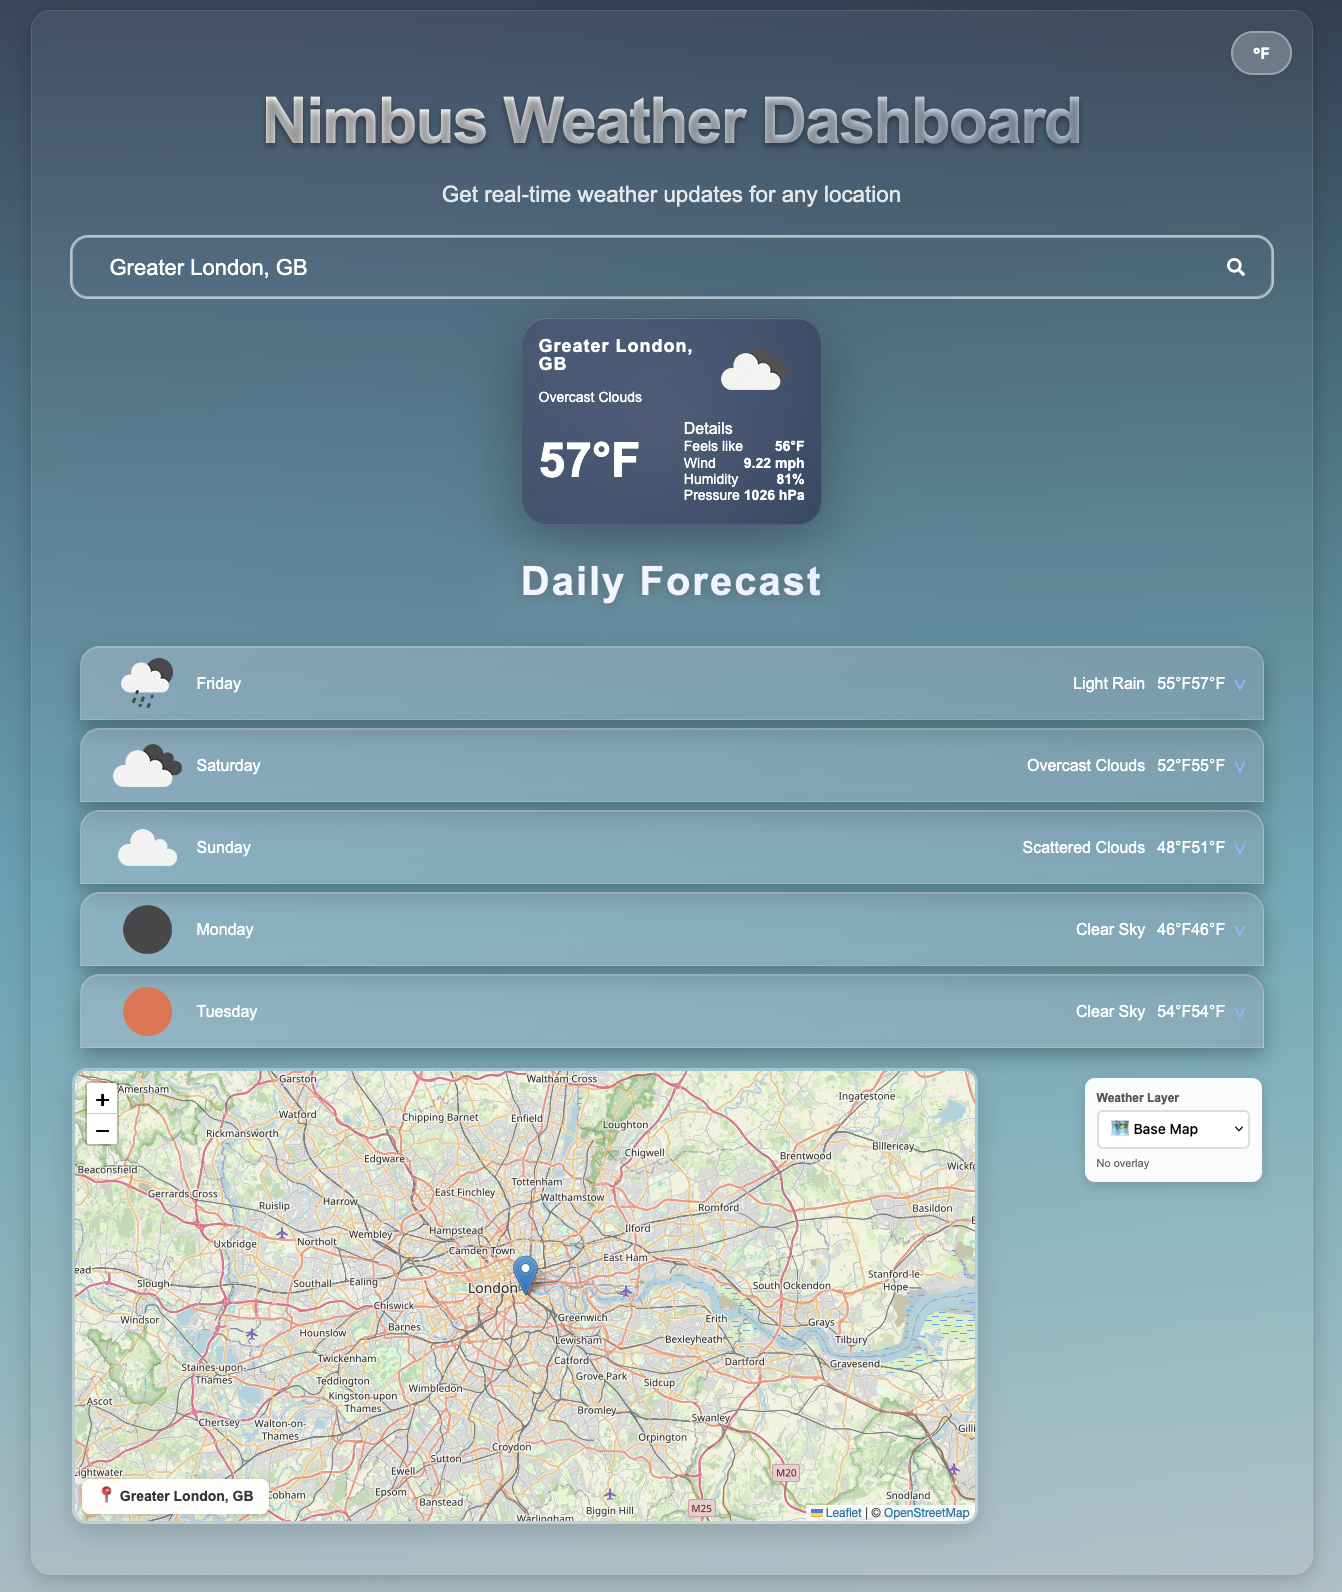 °F
Nimbus Weather Dashboard
Get real-time weather updates for any location
Greater London, GB
Greater London,
GB
Overcast Clouds
57°F
Details
Feels like 56°F
Wind 9.22 mph
Humidity 81%
Pressure 1026 hPa
Daily Forecast
Friday Light Rain 55°F57°F
Saturday Overcast Clouds 52°F55°F
Sunday Scattered Clouds 48°F51°F
Monday Clear Sky 46°F46°F
Tuesday Clear Sky 54°F54°F
+
−
Amersham
Garston
Waltham Cross
Ingatestone
Watford
Chipping Barnet
Enfield
Loughton
Rickmansworth
Chigwell
Billericay
Edgware
Brentwood
Beaconsfield
Wickfo
Tottenham
Gerrards Cross
East Finchley
Walthamstow
Ruislip
Harrow
Romford
Basildon
Hampstead
Ilford
Wembley
Uxbridge
Northolt
Camden Town
East Ham
ead
Slough
Southall
Ealing
London
South Ockendon
Stanford-le-
Hope
Chiswick
Windsor
Greenwich
Erith
Grays
Barnes
Hounslow
Lewisham
Bexleyheath
Tilbury
Twickenham
Catford
Dartford
Gravesend
Staines-upon-
Thames
Teddington
Grove Park
Sidcup
Wimbledon
Kingston upon
Thames
Ascot
Bromley
Chertsey
Walton-on-
Thames
Swanley
Gilli
Orpington
Croydon
Sutton
Ewell
M20
ightwater
Cobham
Epsom
Banstead
Biggin Hill
M25
Snodland
Warlingham
Greater London, GB
Leaflet | © OpenStreetMap
Weather Layer
Base Map
No overlay